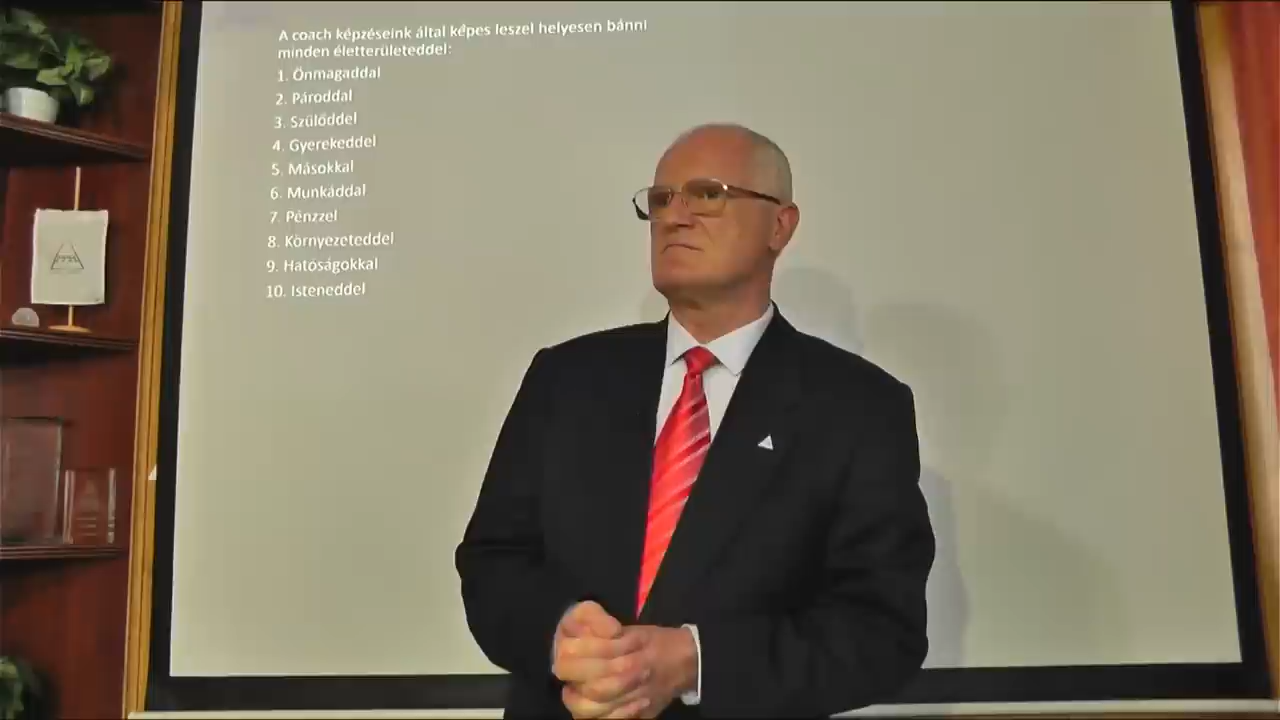 A coach képzéseink által képes leszel helyesen bánni
minden életterületeddel:
1. Önmagaddal
2. Pároddal
3. Szülőddel
4. Gyerekeddel
5. Másokkal
6. Munkáddal
7. Pénzzel
8. Környezeteddel
9. Hatóságokkal
10. Isteneddel